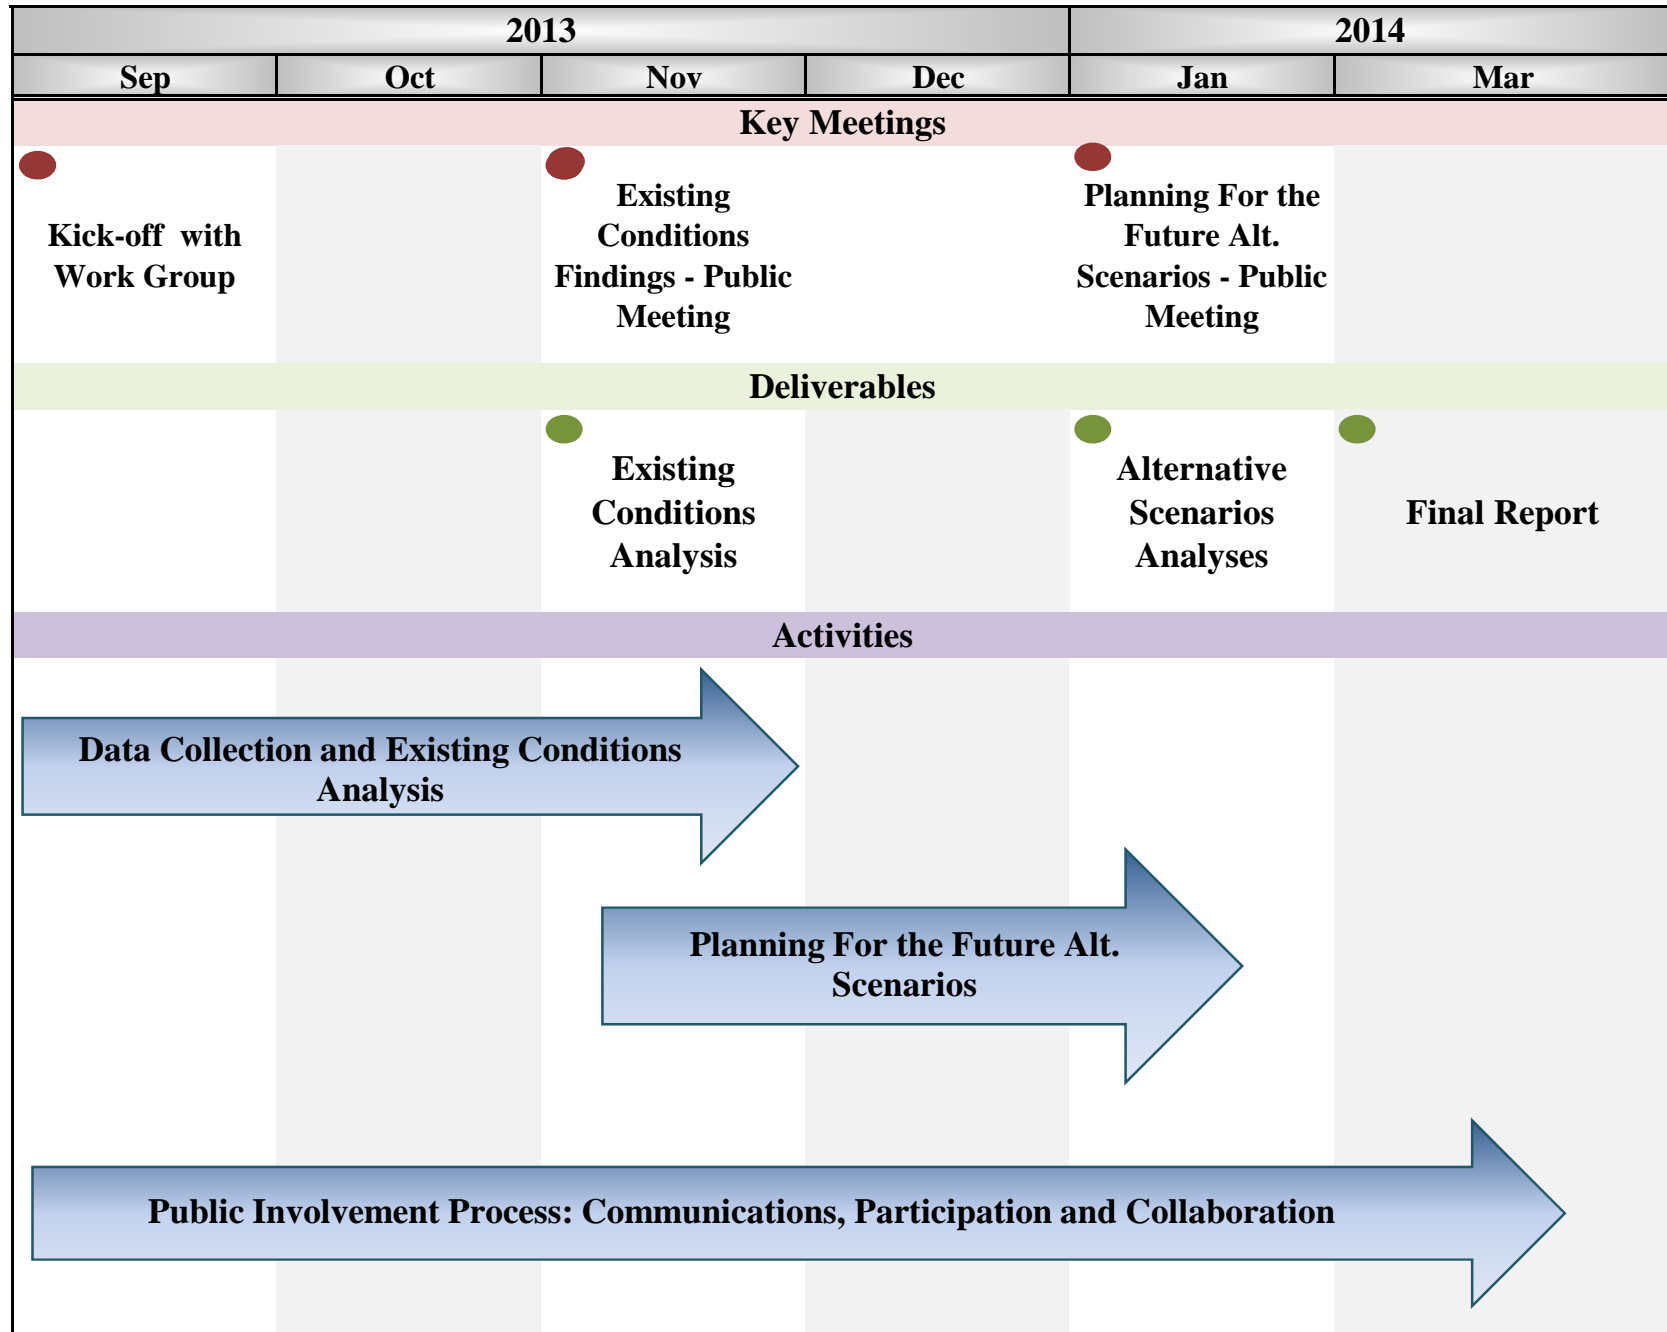 2013
2014
Sep
Oct
Nov
Dec
Jan
Mar
Key Meetings
Kick-off with
Work Group
Existing
Conditions
Findings - Public
Meeting
Planning For the
Future Alt.
Scenarios - Public
Meeting
Deliverables
Existing
Conditions
Analysis
Alternative
Scenarios
Analyses
Final Report
Activities
Data Collection and Existing Conditions
Analysis
Planning For the Future Alt.
Scenarios
Public Involvement Process: Communications, Participation and Collaboration